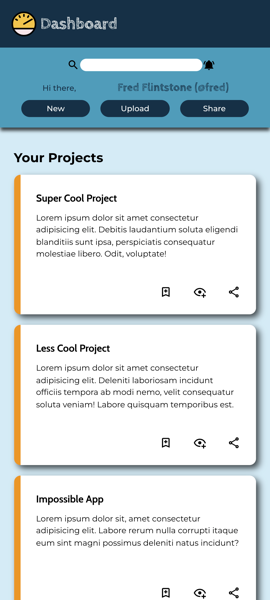 Dashboard
Hi there,
Fred Flintstone (@fred)
New
Upload
Share
Your Projects
Super Cool Project
Lorem ipsum dolor sit amet consectetur
adipisicing elit. Debitis laudantium soluta eligendi
blanditiis sunt ipsa, perspiciatis consequatur
molestiae libero. Odit, voluptate!
Less Cool Project
Lorem ipsum dolor sit amet consectetur
adipisicing elit. Deleniti laboriosam incidunt
officiis tempora ab modi nemo, velit consequatur
soluta veniam! Labore quisquam temporibus est.
Impossible App
Lorem ipsum dolor sit, amet consectetur
adipisicing elit. Labore rerum nulla corrupti itaque
eum sint magni possimus deleniti natus incidunt?